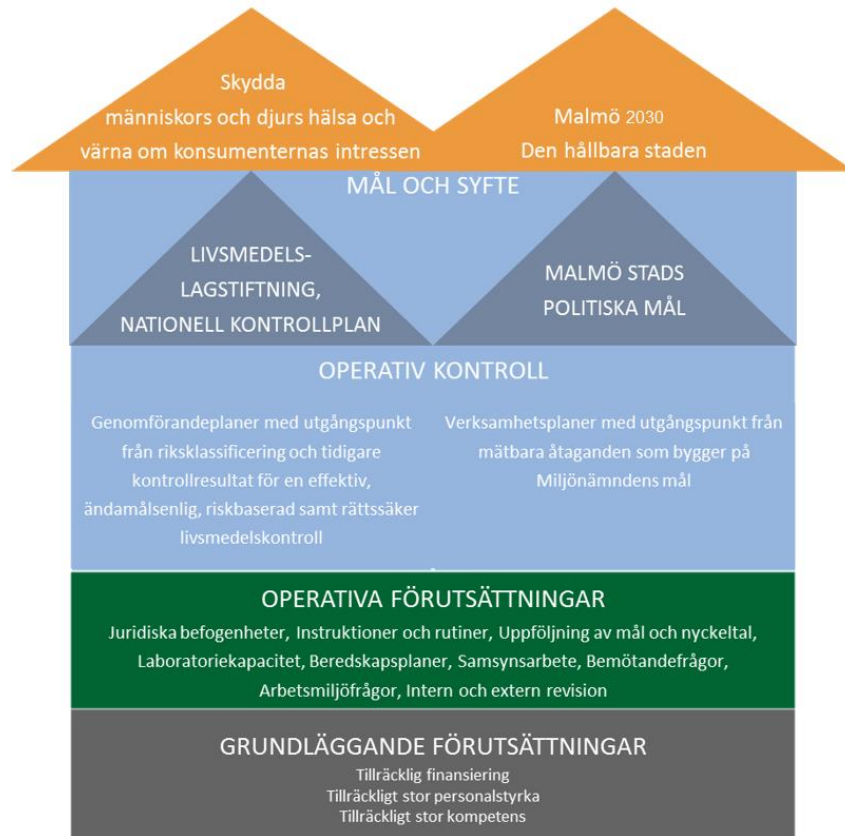 Skydda
människors och djurs hälsa och
värna om konsumenternas intressen
Malmö 2030
Den hållbara staden
MÅL OCH SYFTE
LIVSMEDELS-
LAGSTIFTNING,
NATIONELL KONTROLLPLAN
MALMÖ STADS
POLITISKA MÅL
OPERATIV KONTROLL
Genomförandeplaner med utgångspunkt
från riksklassificering och tidigare
kontrollresultat för en effektiv,
ändamålsenlig, riskbaserad samt rättssäker
livsmedelskontroll
Verksamhetsplaner med utgångspunkt från
mätbara åtaganden som bygger på
Miljönämndens mål
OPERATIVA FÖRUTSÄTTNINGAR
Juridiska befogenheter, Instruktioner och rutiner, Uppföljning av mål och nyckeltal,
Laboratoriekapacitet, Beredskapsplaner, Samsynsarbete, Bemötandefrågor,
Arbetsmiljöfrågor, Intern och extern revision
GRUNDLÄGGANDE FÖRUTSÄTTNINGAR
Tillräcklig finansiering
Tillräckligt stor personalstyrka
Tillräckligt stor kompetens